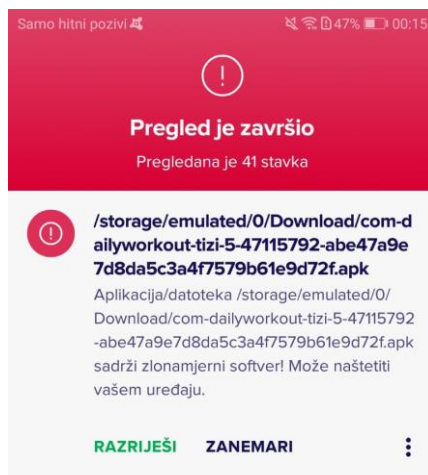 Samo hitni pozivi 47% 00:15
Pregled je završio
Pregledana je 41 stavka
/storage/emulated/0/Download/com-d
ailyworkout-tizi-5-47115792-abe47a9e
7d8da5c3a4f7579b61e9d72f.apk
Aplikacija/datoteka /storage/emulated/0/
Download/com-dailyworkout-tizi-5-47115792
-abe47a9e7d8da5c3a4f7579b61e9d72f.apk
sadrži zlonamjerni softver! Može naštetiti
vašem uređaju.
RAZRIJEŠI ZANEMARI